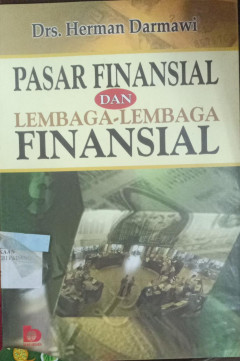 Drs. Herman Darmawi
PASAR FINANSIAL
DAN
LEMBAGA-LEMBAGA
FINANSIAL